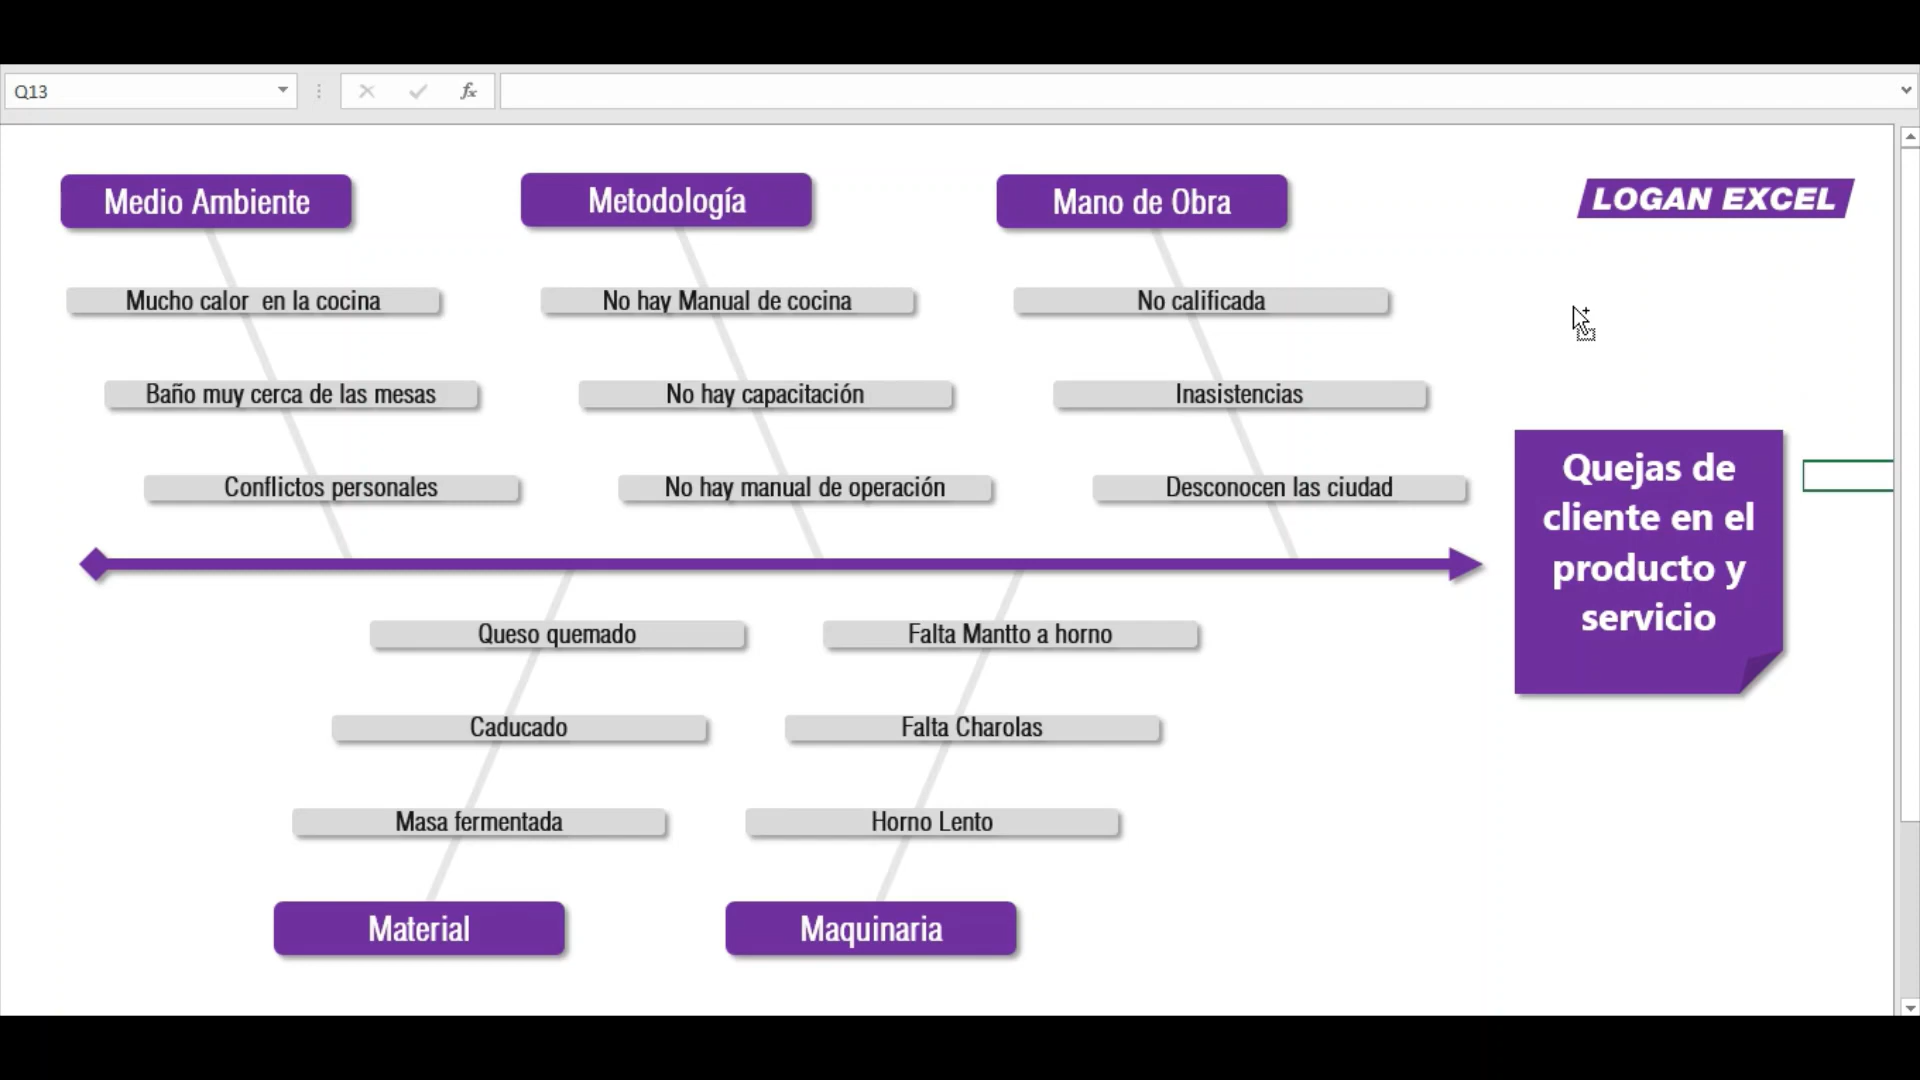 Q13
fx
Medio Ambiente
Metodología
Mano de Obra
LOGAN EXCEL
Mucho calor en la cocina
No hay Manual de cocina
No calificada
Baño muy cerca de las mesas
No hay capacitación
Inasistencias
Conflictos personales
No hay manual de operación
Desconocen las ciudad
Quejas de
cliente en el
producto y
servicio
Queso quemado
Falta Mantto a horno
Caducado
Falta Charolas
Masa fermentada
Horno Lento
Material
Maquinaria